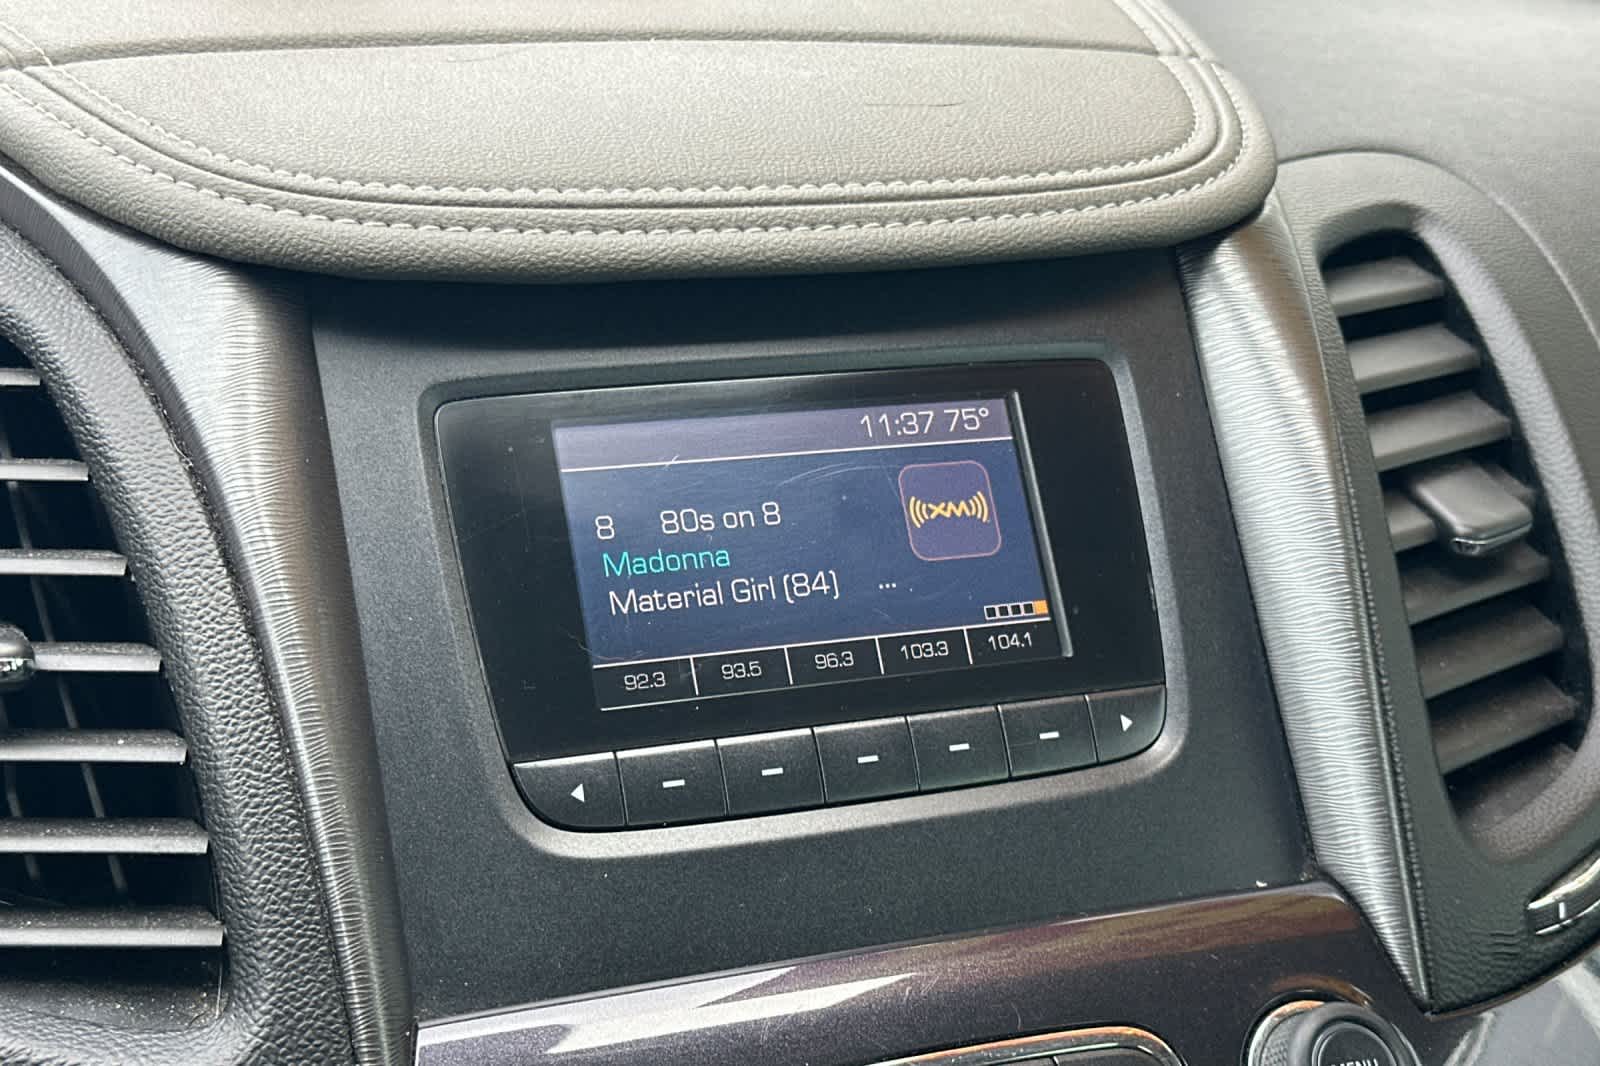 11:37 75°
((XM))
8 80s on 8
Madonna
Material Girl (84) ...
92.3 93.5 96.3 103.3 104.1
MENU